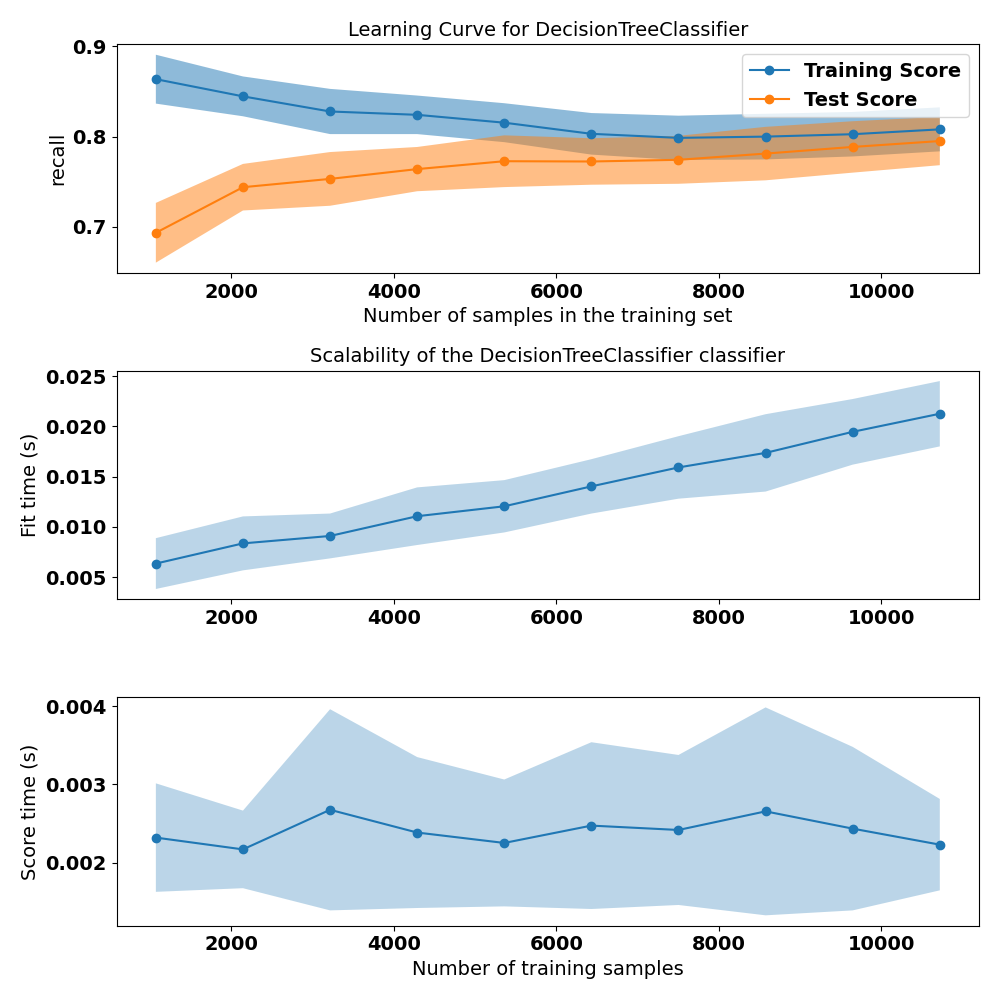 Learning Curve for DecisionTreeClassifier
0.9
0.8
0.7
recall
Training Score
Test Score
2000 4000 6000 8000 10000
Number of samples in the training set
Scalability of the DecisionTreeClassifier classifier
0.025
0.020
0.015
0.010
0.005
Fit time (s)
2000 4000 6000 8000 10000
0.004
0.003
0.002
Score time (s)
2000 4000 6000 8000 10000
Number of training samples